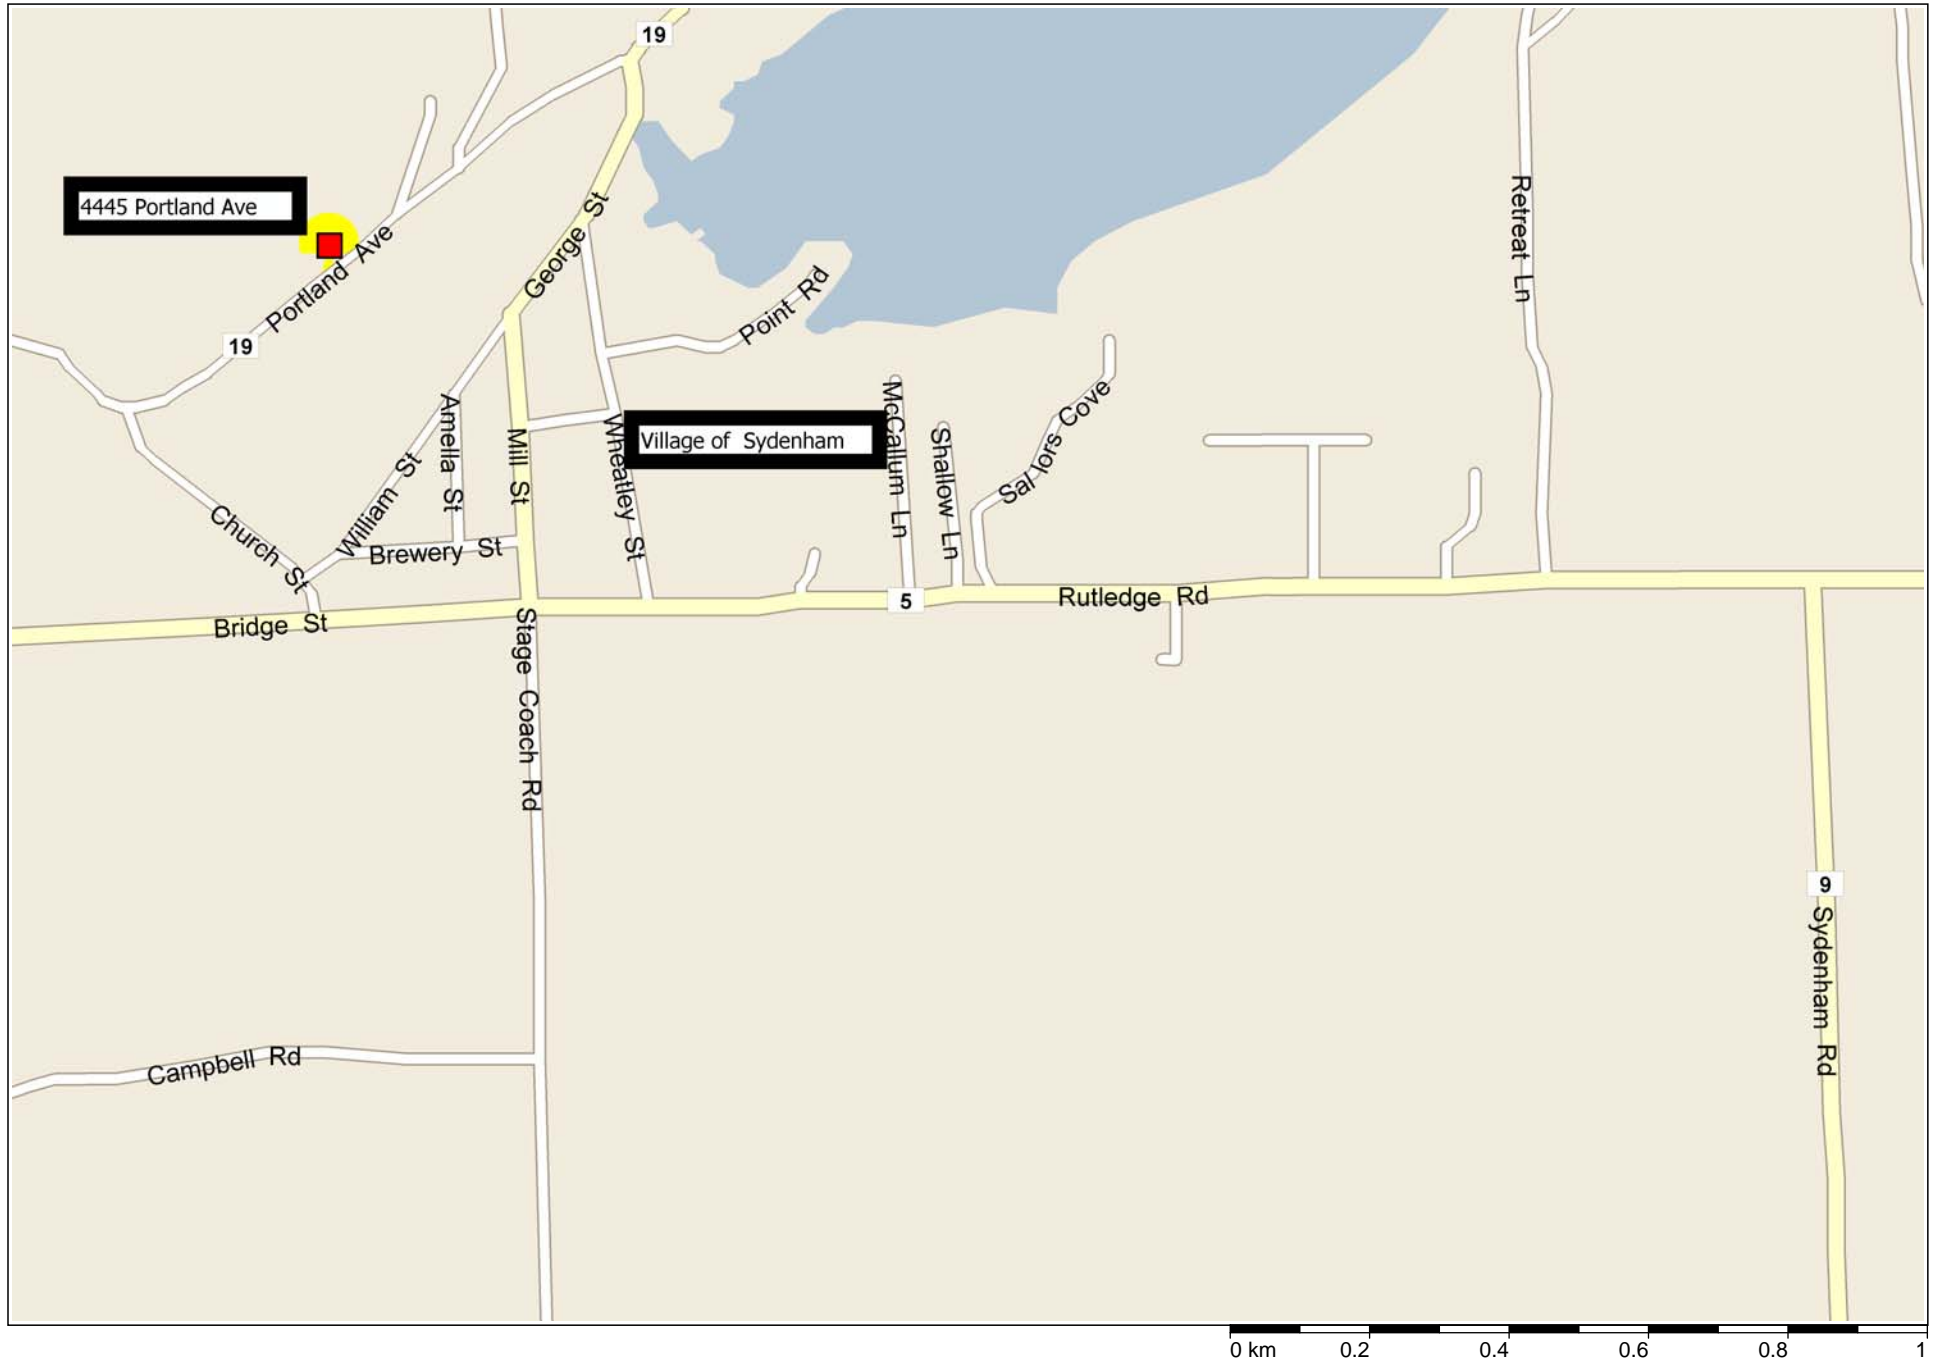 19
4445 Portland Ave
Portland Ave
George St
Retreat Ln
Point Rd
19
McCallum Ln
Amella St
Mill St
Wheatley St
Village of Sydenham
Shallow Ln
Sailors Cove
William St
Church St
Brewery St
5
Rutledge Rd
Bridge St
Stage Coach Rd
9
Sydenham Rd
Campbell Rd
0 km 0.2 0.4 0.6 0.8 1